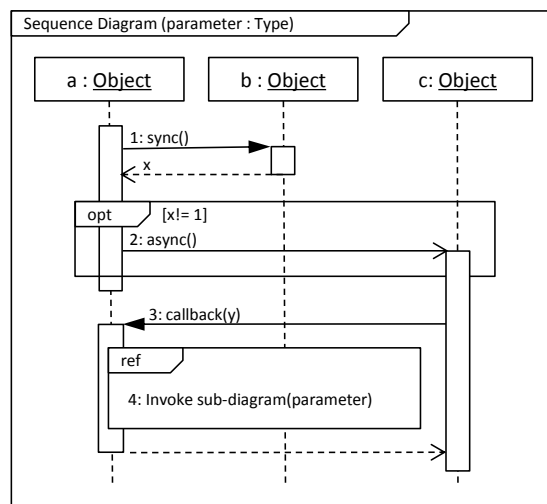 Sequence Diagram (parameter : Type)
a : Object
b : Object
c: Object
1: sync()
x
opt
[x!= 1]
2: async()
3: callback(y)
ref
4: Invoke sub-diagram(parameter)